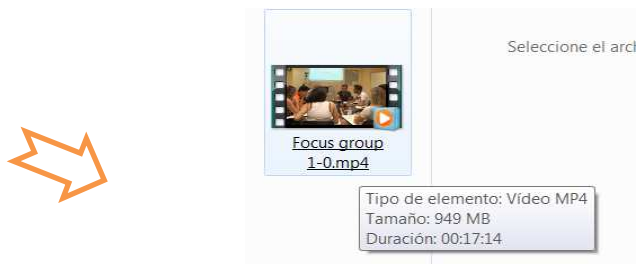 Seleccione el arch
Focus group
1-0.mp4
Tipo de elemento: Vídeo MP4
Tamaño: 949 MB
Duración: 00:17:14